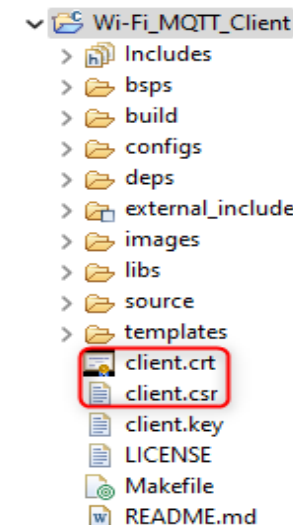 Wi-Fi_MQTT_Client
Includes
bsps
build
configs
deps
external_include
images
libs
source
templates
client.crt
client.csr
client.key
LICENSE
Makefile
README.md